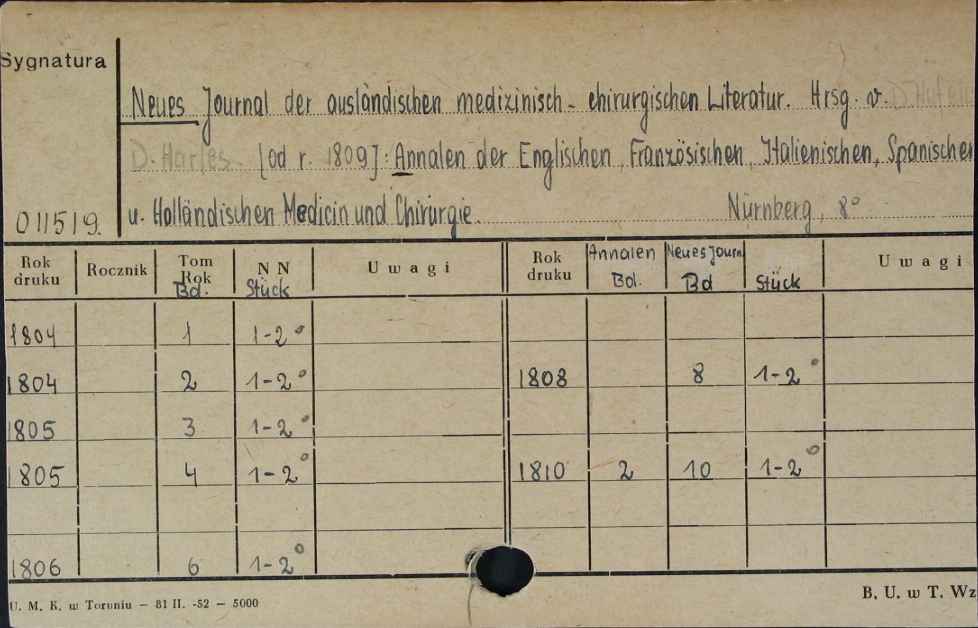 Sygnatura
Neues Journal der ausländischen medizinisch - chirurgischen Literatur. Hrsg. v.
D. Harles. [od r. 1809]: Annalen der Englischen, Französischen, Italienischen, Spanischen
011519. u. Holländischen Medicin und Chirurgie. Nürnberg, 8°
Rok druku Rocznik Tom Rok Bd. N N Stück Uwagi Rok druku Annalen Bd. Neues Journ. Bd Stück Uwagi
1804 1 1-2°
1804 2 1-2° 1808 8 1-2°
1805 3 1-2°
1805 4 1-2° 1810 2 10 1-2°
1806 6 1-2°
U. M. K. w Toruniu — 81 II. -52 — 5000 B. U. w T. Wz